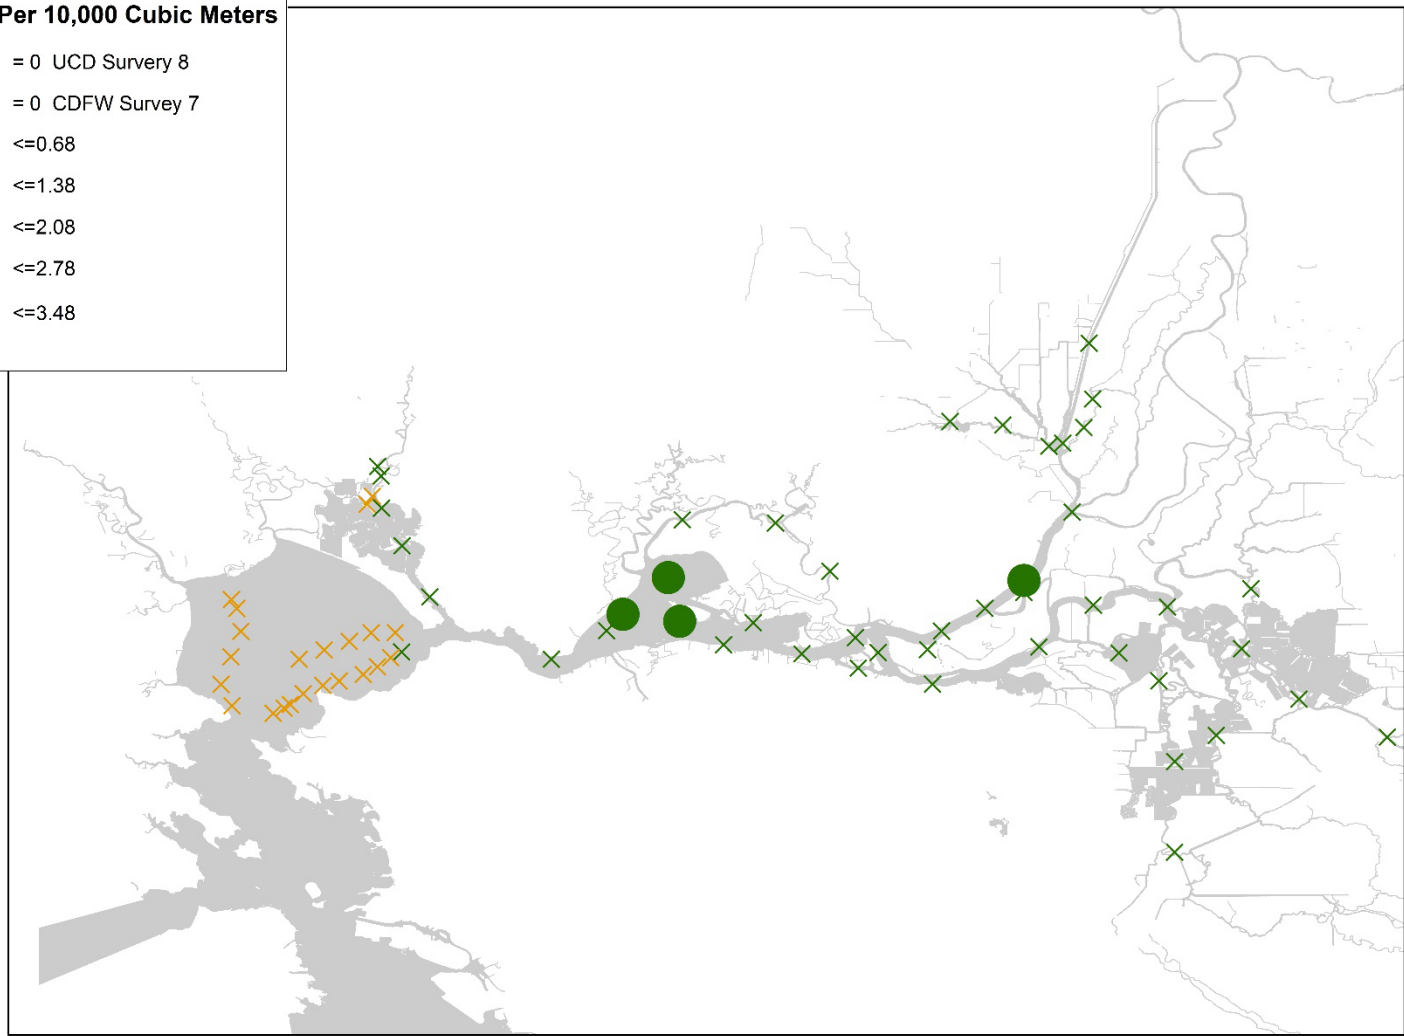 Per 10,000 Cubic Meters
= 0 UCD Survery 8
= 0 CDFW Survey 7
<=0.68
<=1.38
<=2.08
<=2.78
<=3.48